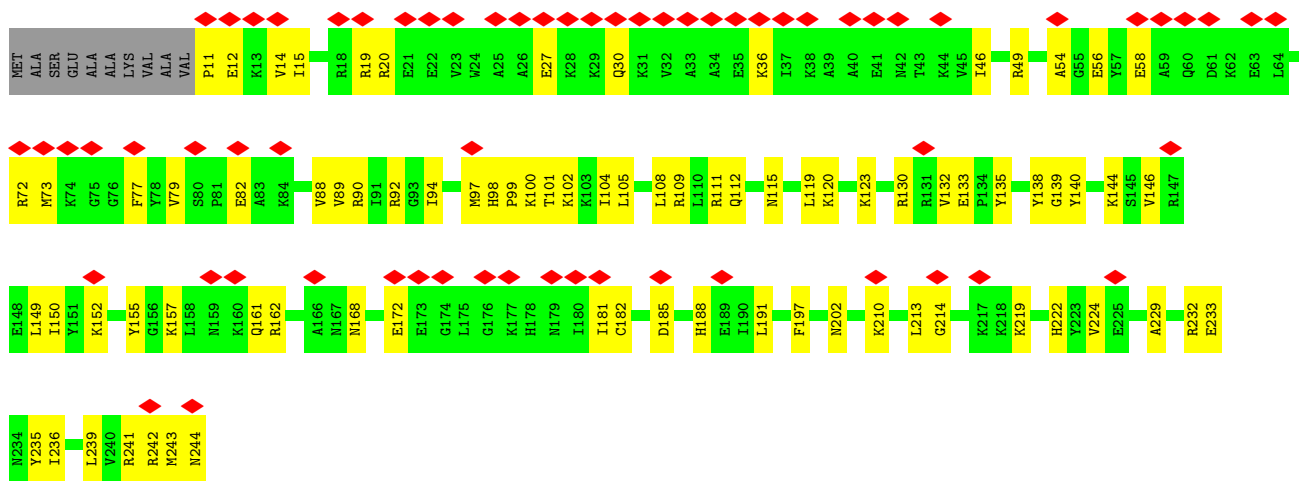 MET ALA SER GLU ALA ALA LYS VAL ALA VAL P11 E12 K13 V14 I15 R18 R19 R20 E21 E22 V23 W24 A25 A26 E27 K28 K29 Q30 K31 V32 A33 A34 E35 K36 I37 K38 A39 A40 E41 N42 T43 K44 V45 I46 R49 A54 G55 E56 Y57 E58 A59 Q60 D61 K62 E63 L64
R72 M73 K74 G75 G76 F77 Y78 V79 S80 P81 E82 A83 K84 V88 V89 R90 I91 R92 G93 I94 M97 H98 P99 K100 T101 K102 K103 I104 L105 L108 R109 L110 R111 Q112 N115 L119 K120 K123 R130 R131 V132 E133 P134 Y135 Y138 G139 Y140 K144 S145 V146 R147
E148 L149 I150 Y151 K152 Y155 G156 K157 L158 N159 K160 Q161 R162 A166 N167 N168 E172 E173 G174 L175 G176 K177 H178 N179 I180 I181 C182 D185 H188 E189 I190 L191 F197 N202 K210 L213 G214 K217 K218 K219 H222 Y223 V224 E225 A229 R232 E233
N234 Y235 I236 L239 V240 R241 R242 M243 N244